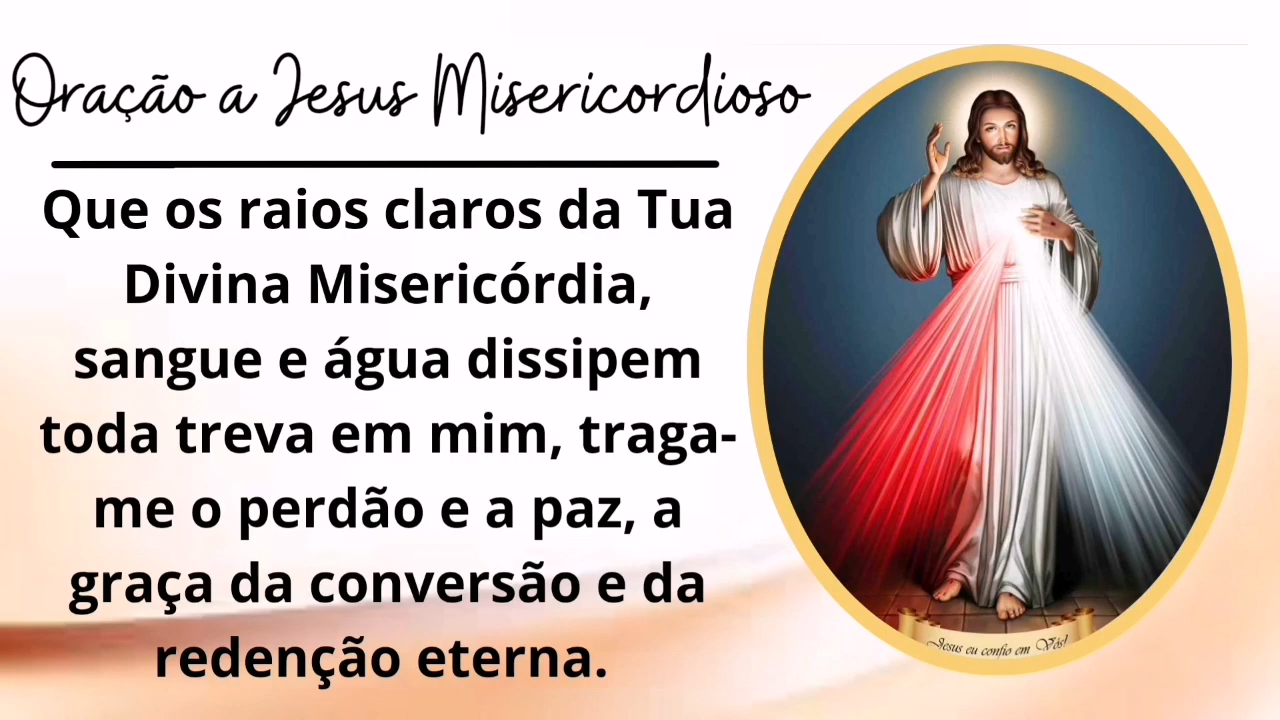 Oração a Jesus Misericordioso
Que os raios claros da Tua
Divina Misericórdia,
sangue e água dissipem
toda treva em mim, traga-
me o perdão e a paz, a
graça da conversão e da
redenção eterna.
Jesus eu confio em Vós!